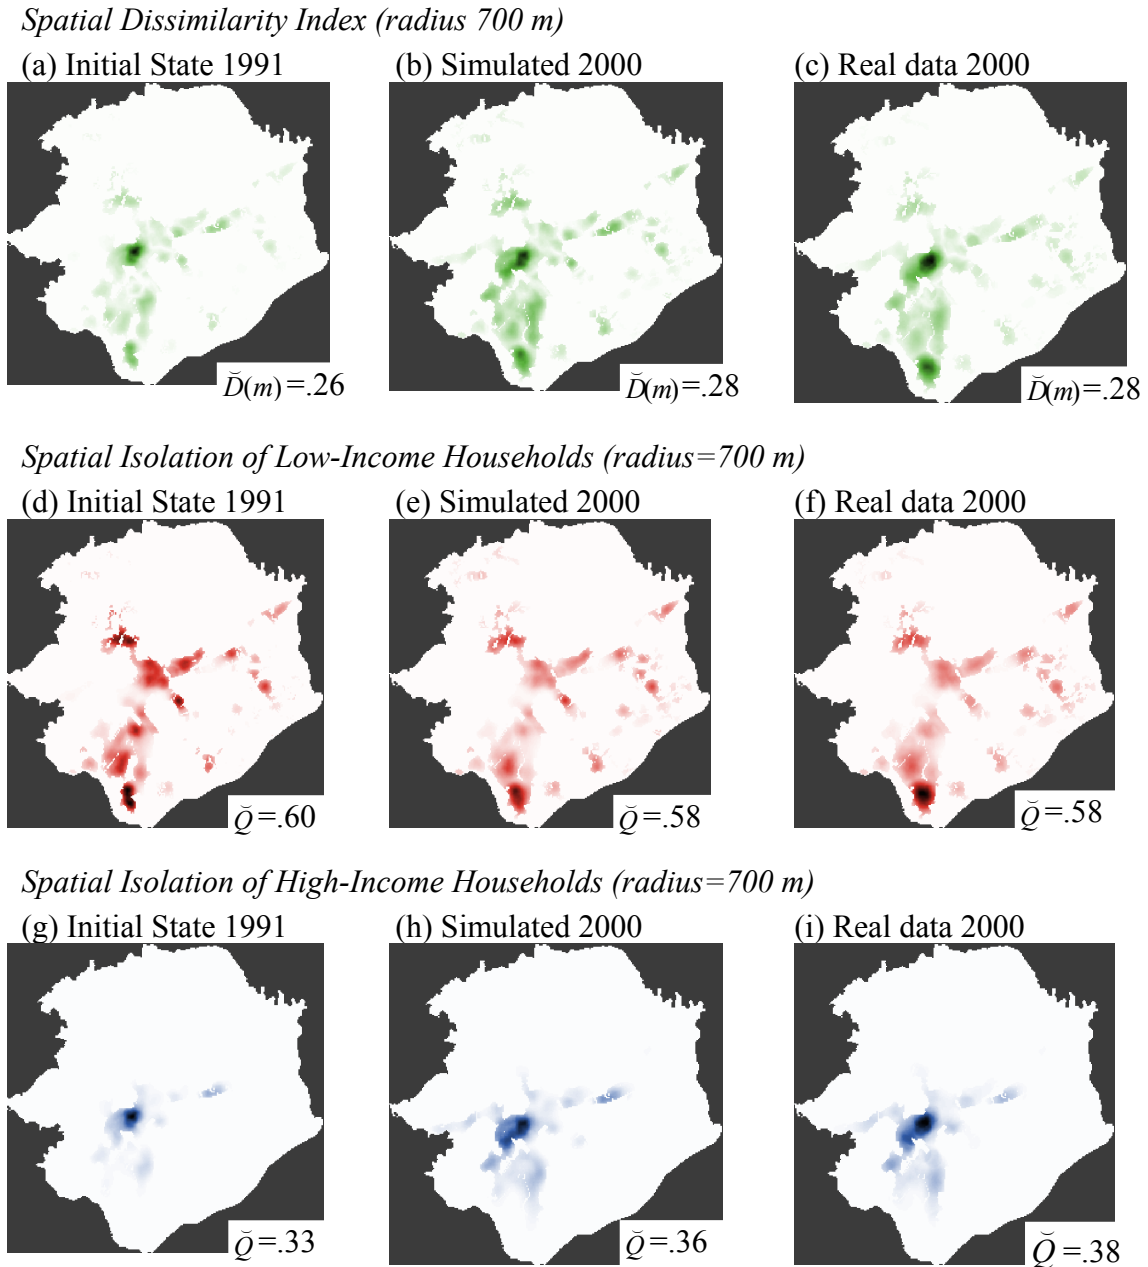 Spatial Dissimilarity Index (radius 700 m)
(a) Initial State 1991 (b) Simulated 2000 (c) Real data 2000
D̆(m) =.26 D̆(m) =.28 D̆(m) =.28
Spatial Isolation of Low-Income Households (radius=700 m)
(d) Initial State 1991 (e) Simulated 2000 (f) Real data 2000
Q̆ =.60 Q̆ =.58 Q̆ =.58
Spatial Isolation of High-Income Households (radius=700 m)
(g) Initial State 1991 (h) Simulated 2000 (i) Real data 2000
Q̆ =.33 Q̆ =.36 Q̆ =.38